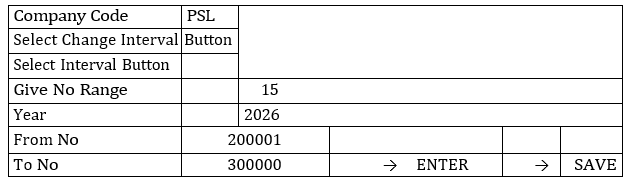 Company Code PSL
Select Change Interval Button
Select Interval Button
Give No Range 15
Year 2026
From No 200001
To No 300000 → ENTER → SAVE